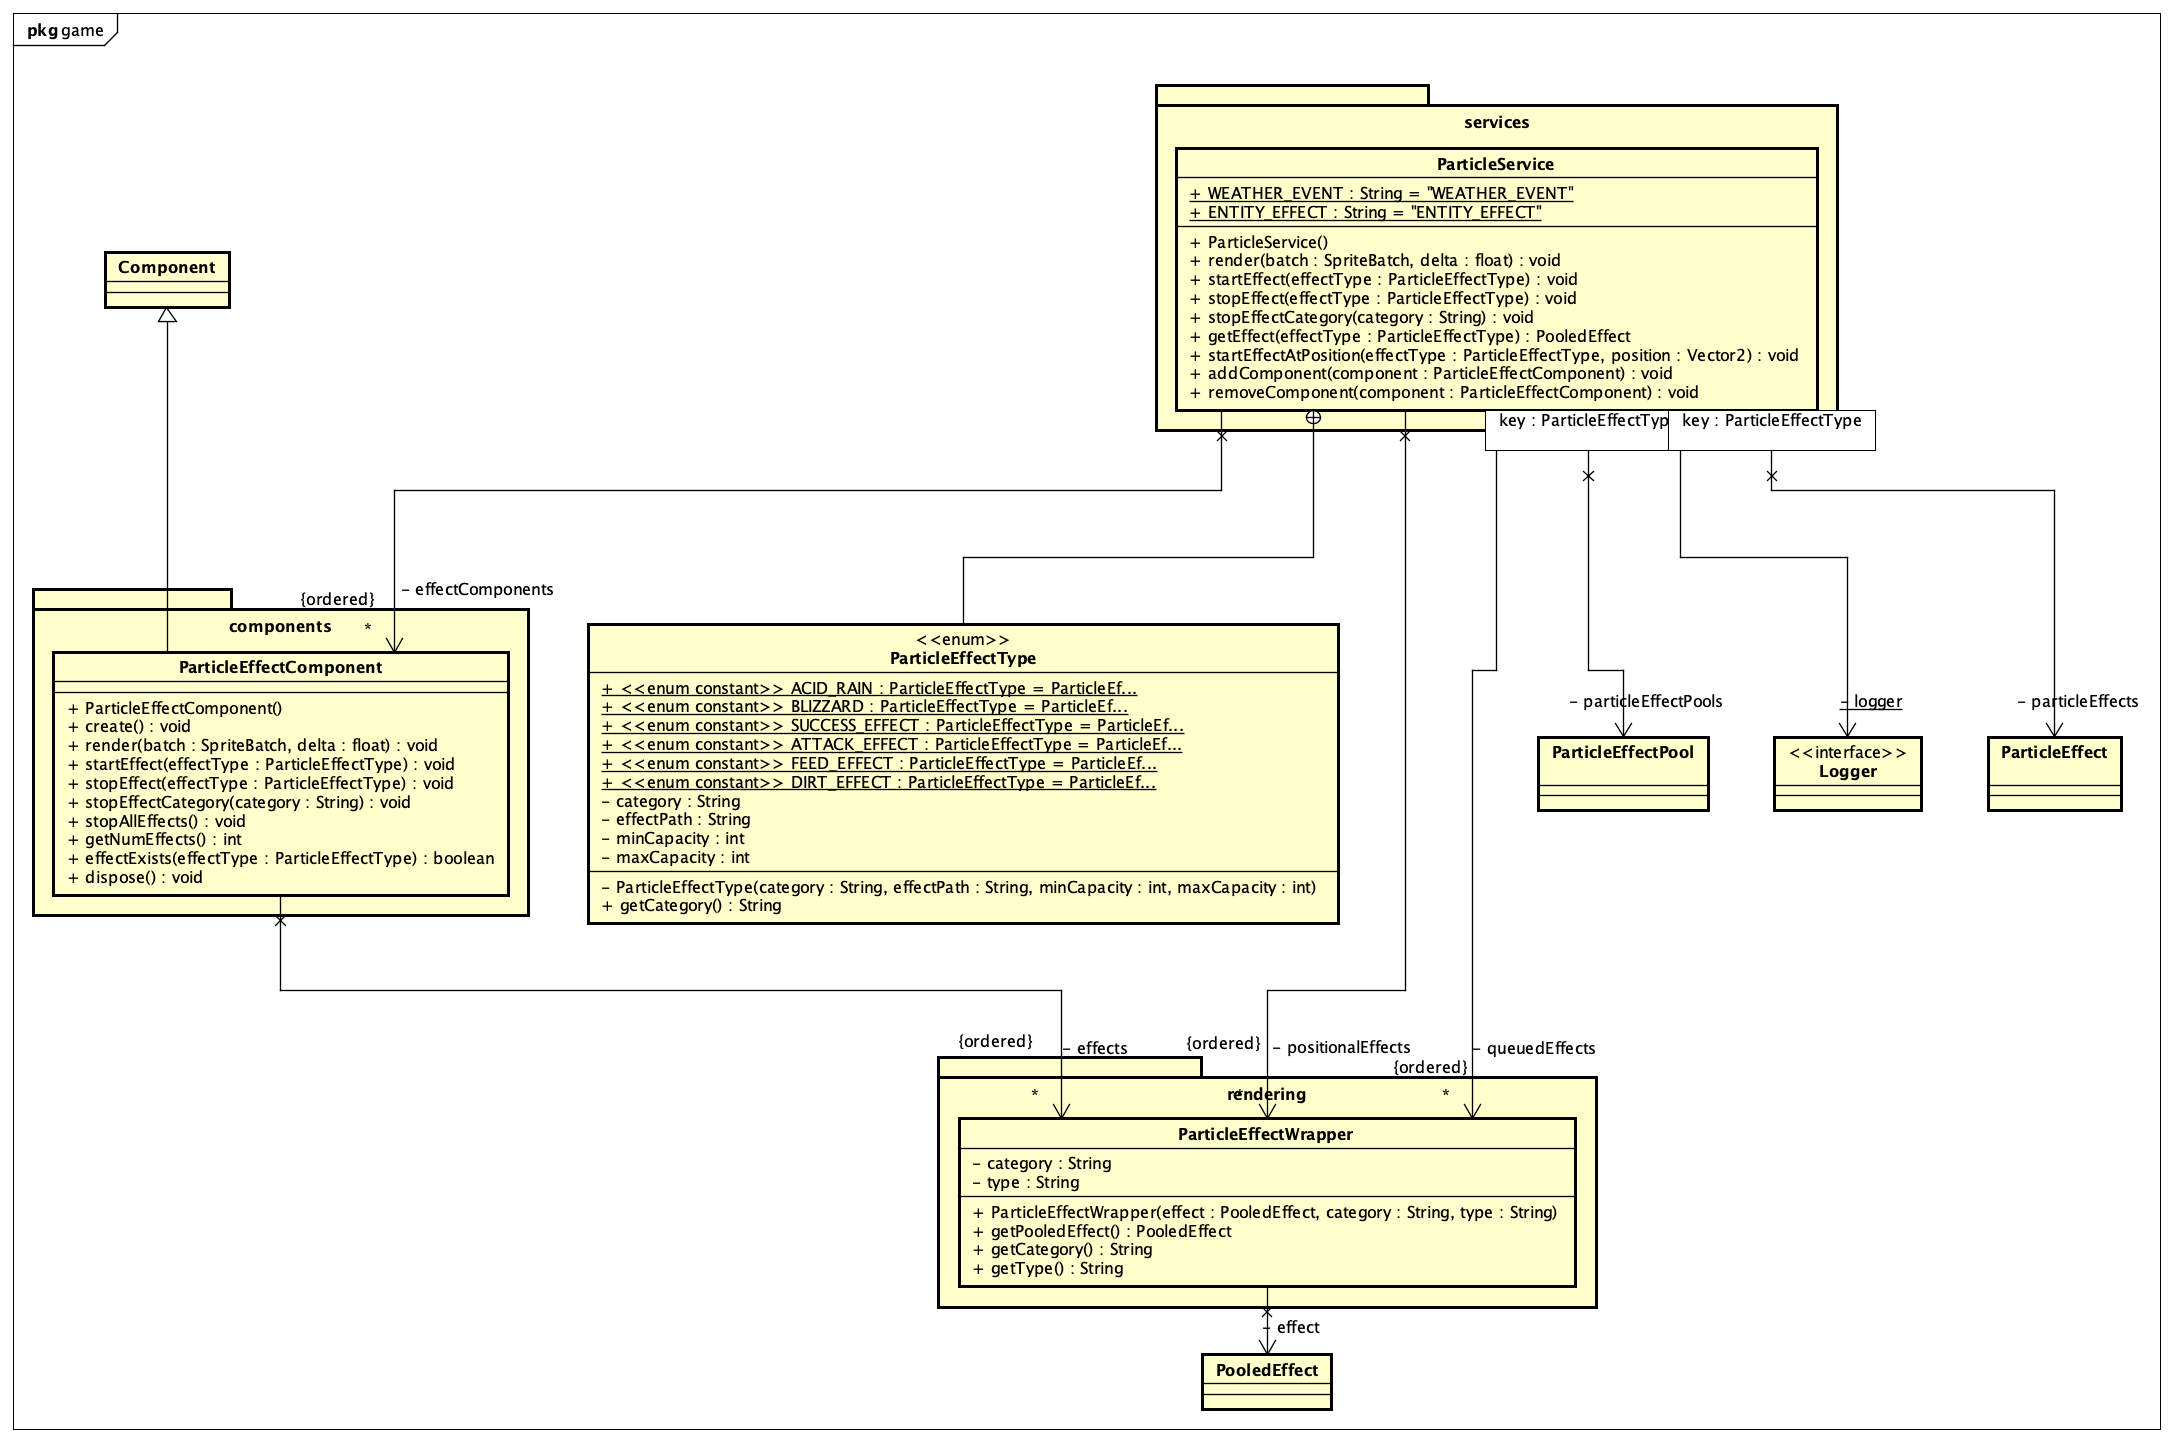 pkg game
services
ParticleService
+ WEATHER_EVENT : String = "WEATHER_EVENT"
+ ENTITY_EFFECT : String = "ENTITY_EFFECT"
+ ParticleService()
+ render(batch : SpriteBatch, delta : float) : void
+ startEffect(effectType : ParticleEffectType) : void
+ stopEffect(effectType : ParticleEffectType) : void
+ stopEffectCategory(category : String) : void
+ getEffect(effectType : ParticleEffectType) : PooledEffect
+ startEffectAtPosition(effectType : ParticleEffectType, position : Vector2) : void
+ addComponent(component : ParticleEffectComponent) : void
+ removeComponent(component : ParticleEffectComponent) : void
key : ParticleEffectTyp
key : ParticleEffectType
Component
- effectComponents
{ordered}
*
components
ParticleEffectComponent
+ ParticleEffectComponent()
+ create() : void
+ render(batch : SpriteBatch, delta : float) : void
+ startEffect(effectType : ParticleEffectType) : void
+ stopEffect(effectType : ParticleEffectType) : void
+ stopEffectCategory(category : String) : void
+ stopAllEffects() : void
+ getNumEffects() : int
+ effectExists(effectType : ParticleEffectType) : boolean
+ dispose() : void
<<enum>>
ParticleEffectType
+ <<enum constant>> ACID_RAIN : ParticleEffectType = ParticleEf...
+ <<enum constant>> BLIZZARD : ParticleEffectType = ParticleEf...
+ <<enum constant>> SUCCESS_EFFECT : ParticleEffectType = ParticleEf...
+ <<enum constant>> ATTACK_EFFECT : ParticleEffectType = ParticleEf...
+ <<enum constant>> FEED_EFFECT : ParticleEffectType = ParticleEf...
+ <<enum constant>> DIRT_EFFECT : ParticleEffectType = ParticleEf...
- category : String
- effectPath : String
- minCapacity : int
- maxCapacity : int
- ParticleEffectType(category : String, effectPath : String, minCapacity : int, maxCapacity : int)
+ getCategory() : String
- particleEffectPools
ParticleEffectPool
- logger
<<interface>>
Logger
- particleEffects
ParticleEffect
{ordered}
- effects
*
{ordered}
- positionalEffects
*
- queuedEffects
{ordered}
*
rendering
ParticleEffectWrapper
- category : String
- type : String
+ ParticleEffectWrapper(effect : PooledEffect, category : String, type : String)
+ getPooledEffect() : PooledEffect
+ getCategory() : String
+ getType() : String
- effect
PooledEffect